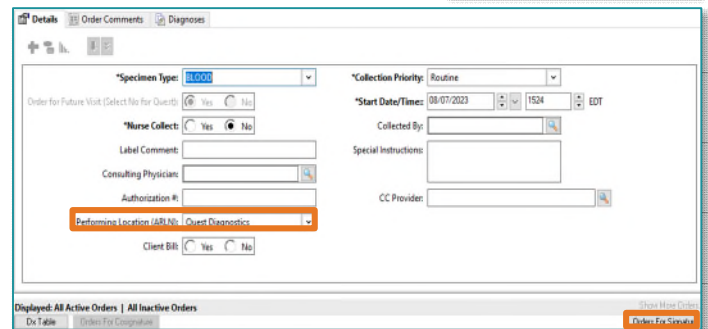 Details Order Comments Diagnoses
*Specimen Type: BLOOD *Collection Priority: Routine
Order for Future Visit (Select No for Quest): Yes No *Start Date/Time: 08/07/2023 1524 EDT
*Nurse Collect: Yes No Collected By:
Label Comment: Special Instructions:
Consulting Physician:
Authorization #: CC Provider:
Performing Location (ARLN): Quest Diagnostics
Client Bill: Yes No
Displayed: All Active Orders | All Inactive Orders Show More Orders
Dx Table Orders For Cosignature Orders For Signatur